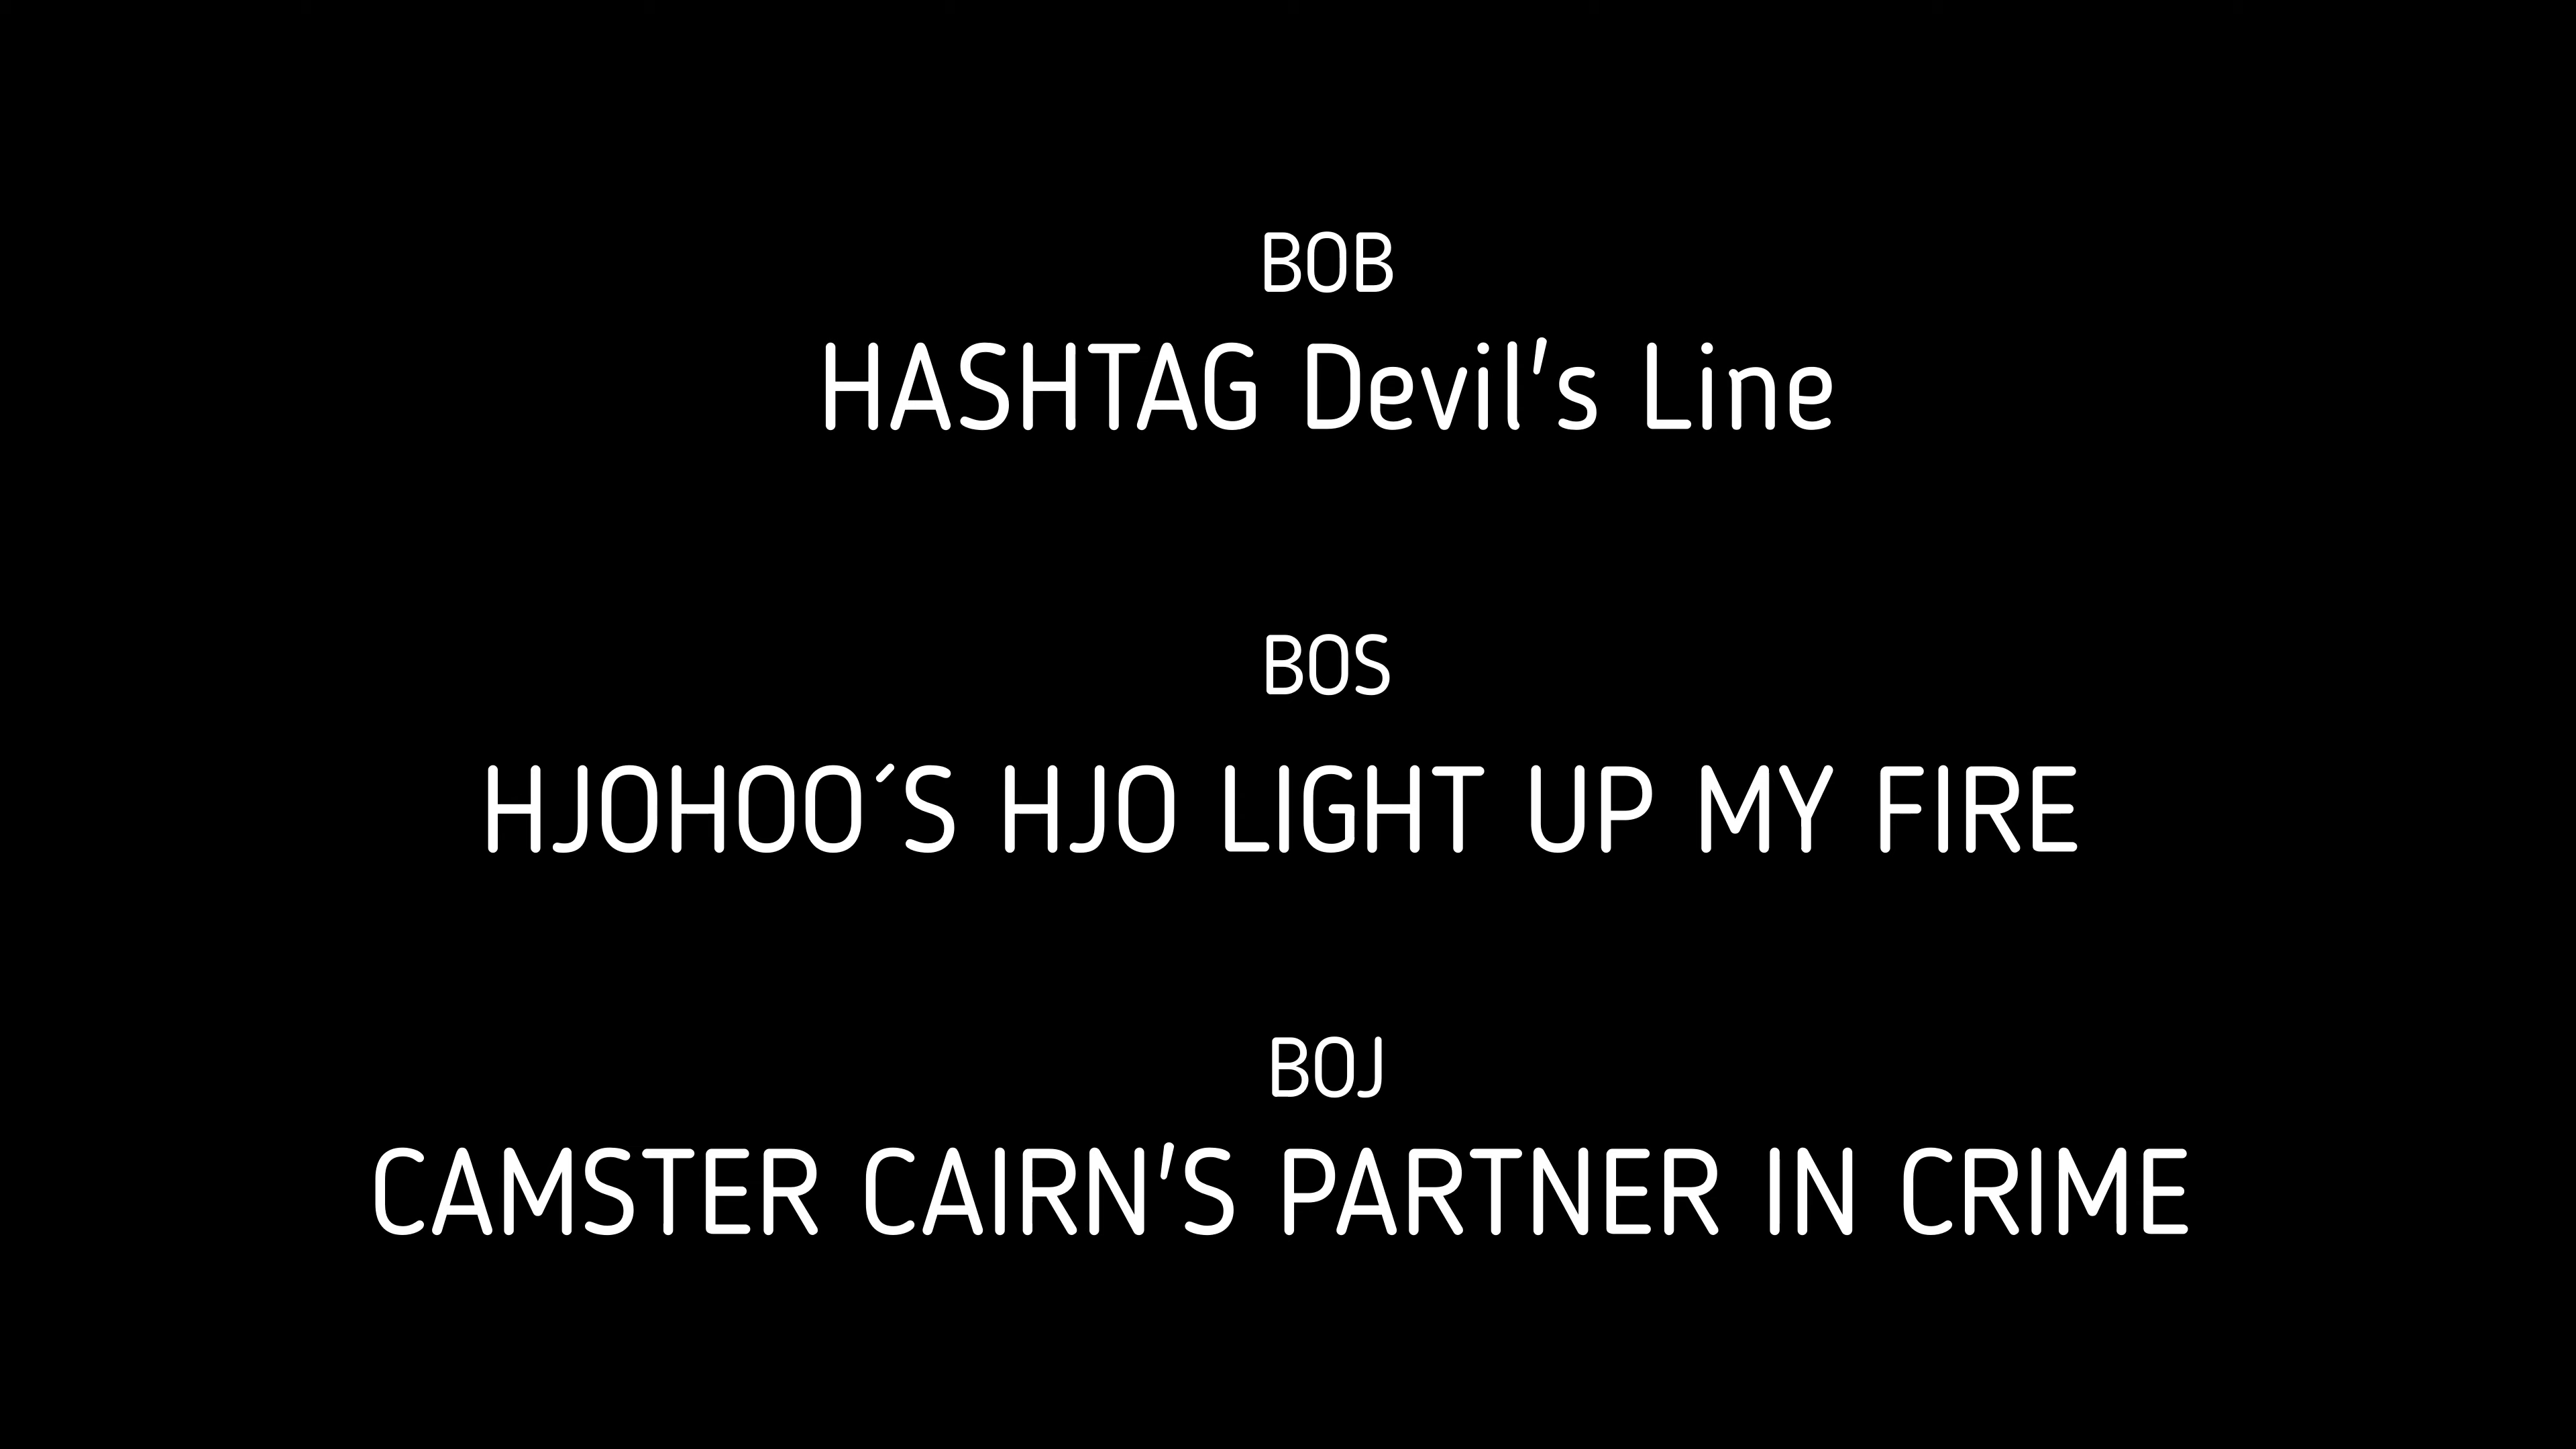 BOB
HASHTAG Devil's Line
BOS
HJOHOO´S HJO LIGHT UP MY FIRE
BOJ
CAMSTER CAIRN'S PARTNER IN CRIME